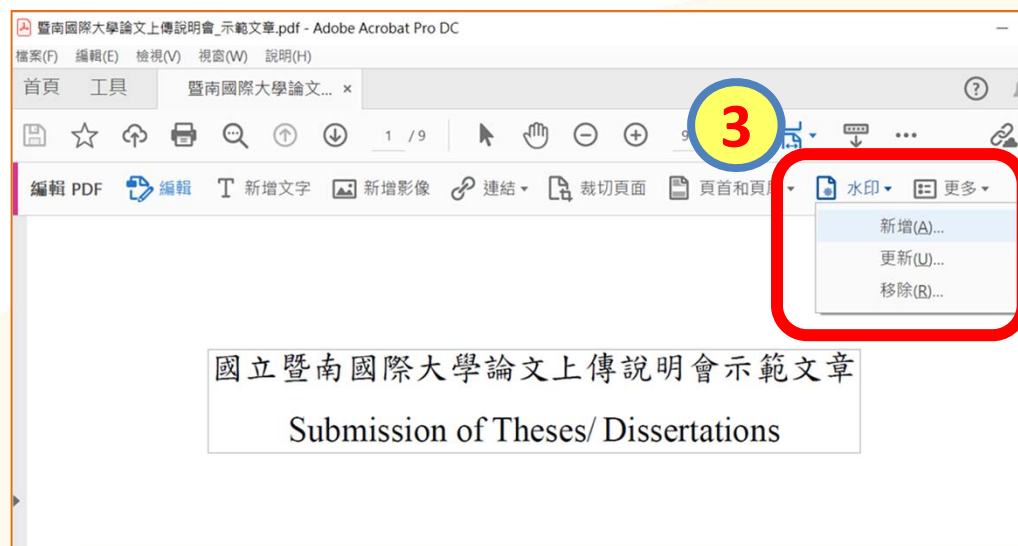 暨南國際大學論文上傳說明會_示範文章.pdf - Adobe Acrobat Pro DC
檔案(F) 編輯(E) 檢視(V) 視窗(W) 說明(H)
首頁 工具 暨南國際大學論文... ×
1 / 9 9
3
編輯 PDF 編輯 新增文字 新增影像 連結 裁切頁面 頁首和頁 水印 更多
新增(A)...
更新(U)...
移除(R)...
國立暨南國際大學論文上傳說明會示範文章
Submission of Theses/ Dissertations